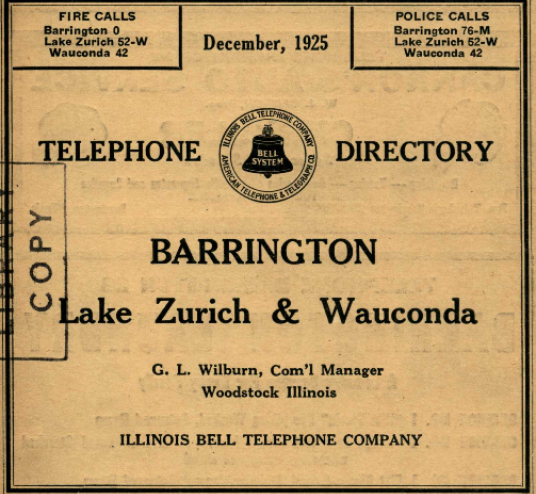 FIRE CALLS
Barrington 0
Lake Zurich 52-W
Wauconda 42
December, 1925
POLICE CALLS
Barrington 76-M
Lake Zurich 52-W
Wauconda 42
TELEPHONE
ILLINOIS BELL TELEPHONE COMPANY
BELL
SYSTEM
AMERICAN TELEPHONE & TELEGRAPH CO.
DIRECTORY
LIBRARY
COPY
BARRINGTON
Lake Zurich & Wauconda
G. L. Wilburn, Com'l Manager
Woodstock Illinois
ILLINOIS BELL TELEPHONE COMPANY